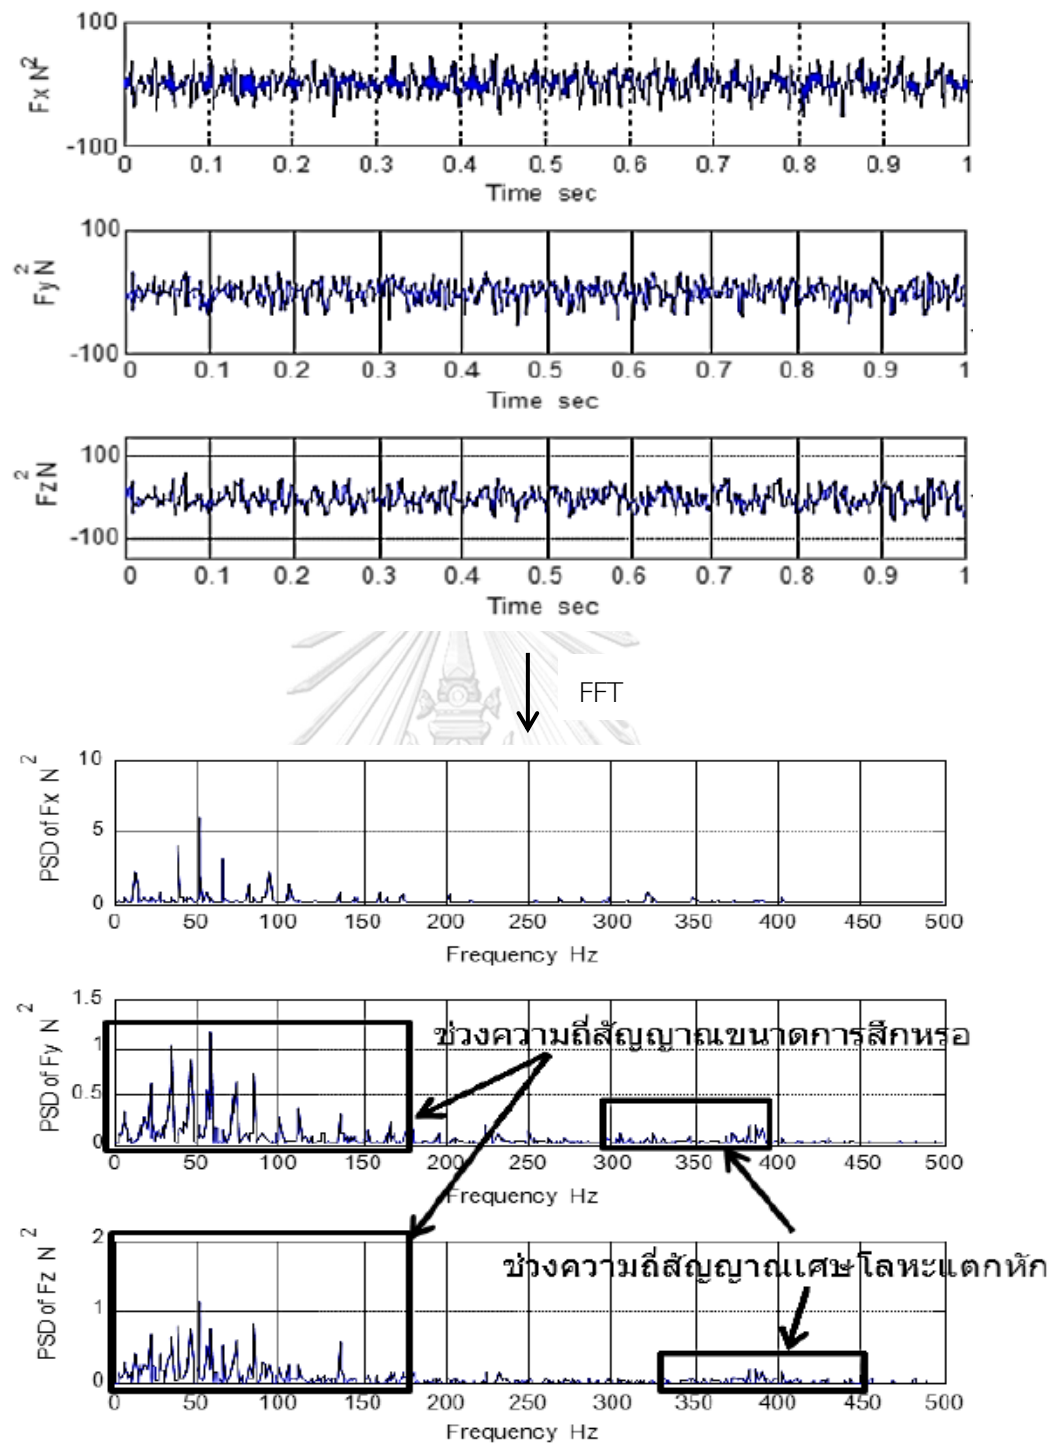 100
Fx N2
-100
0 0.1 0.2 0.3 0.4 0.5 0.6 0.7 0.8 0.9 1
Time sec
100
Fy N 2
-100
0 0.1 0.2 0.3 0.4 0.5 0.6 0.7 0.8 0.9 1
Time sec
100
Fz N 2
-100
0 0.1 0.2 0.3 0.4 0.5 0.6 0.7 0.8 0.9 1
Time sec
FFT
10
PSD of Fx N 2
5
0
0 50 100 150 200 250 300 350 400 450 500
Frequency Hz
1.5
PSD of Fy N 2
ช่วงความถี่สัญญาณขนาดการสึกหรอ
1
0.5
0
0 50 100 150 200 250 300 350 400 450 500
Frequency Hz
2
PSD of Fz N 2
ช่วงความถี่สัญญาณเศษโลหะแตกหัก
1
0
0 50 100 150 200 250 300 350 400 450 500
Frequency Hz